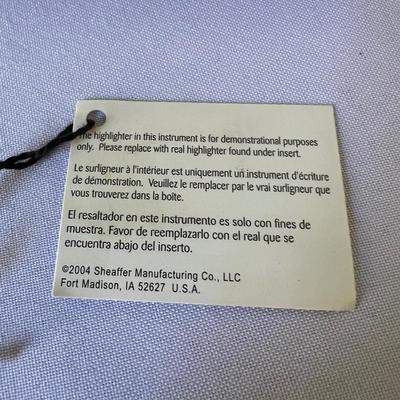 The highlighter in this instrument is for demonstrational purposes
only. Please replace with real highlighter found under insert.
Le surligneur à l'intérieur est uniquement un instrument d'écriture
de démonstration. Veuillez le remplacer par le vrai surligneur que
vous trouverez dans la boîte.
El resaltador en este instrumento es solo con fines de
muestra. Favor de reemplazarlo con el real que se
encuentra abajo del inserto.
©2004 Sheaffer Manufacturing Co., LLC
Fort Madison, IA 52627 U.S.A.